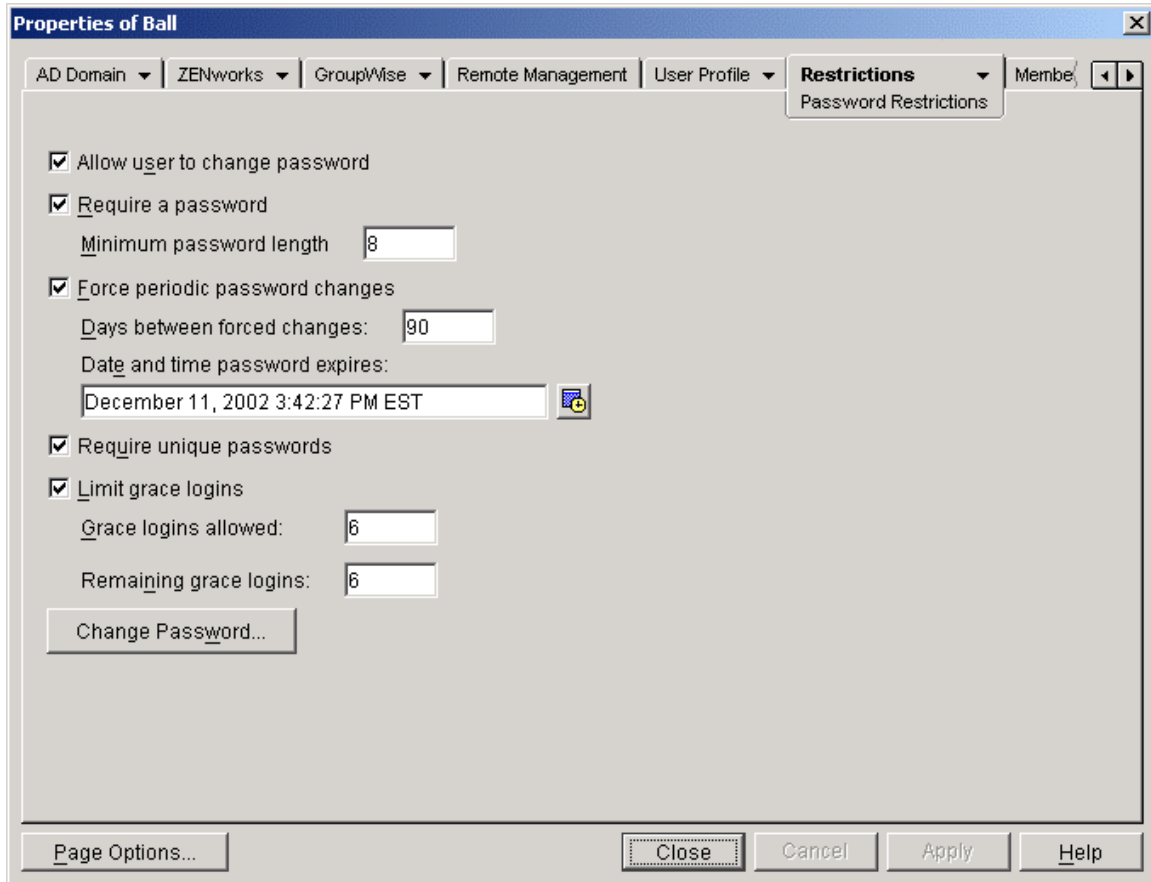 Properties of Ball
AD Domain ZENworks GroupWise Remote Management User Profile Restrictions Membe
Password Restrictions
Allow user to change password
Require a password
Minimum password length 8
Force periodic password changes
Days between forced changes: 90
Date and time password expires:
December 11, 2002 3:42:27 PM EST
Require unique passwords
Limit grace logins
Grace logins allowed: 6
Remaining grace logins: 6
Change Password...
Page Options... Close Cancel Apply Help